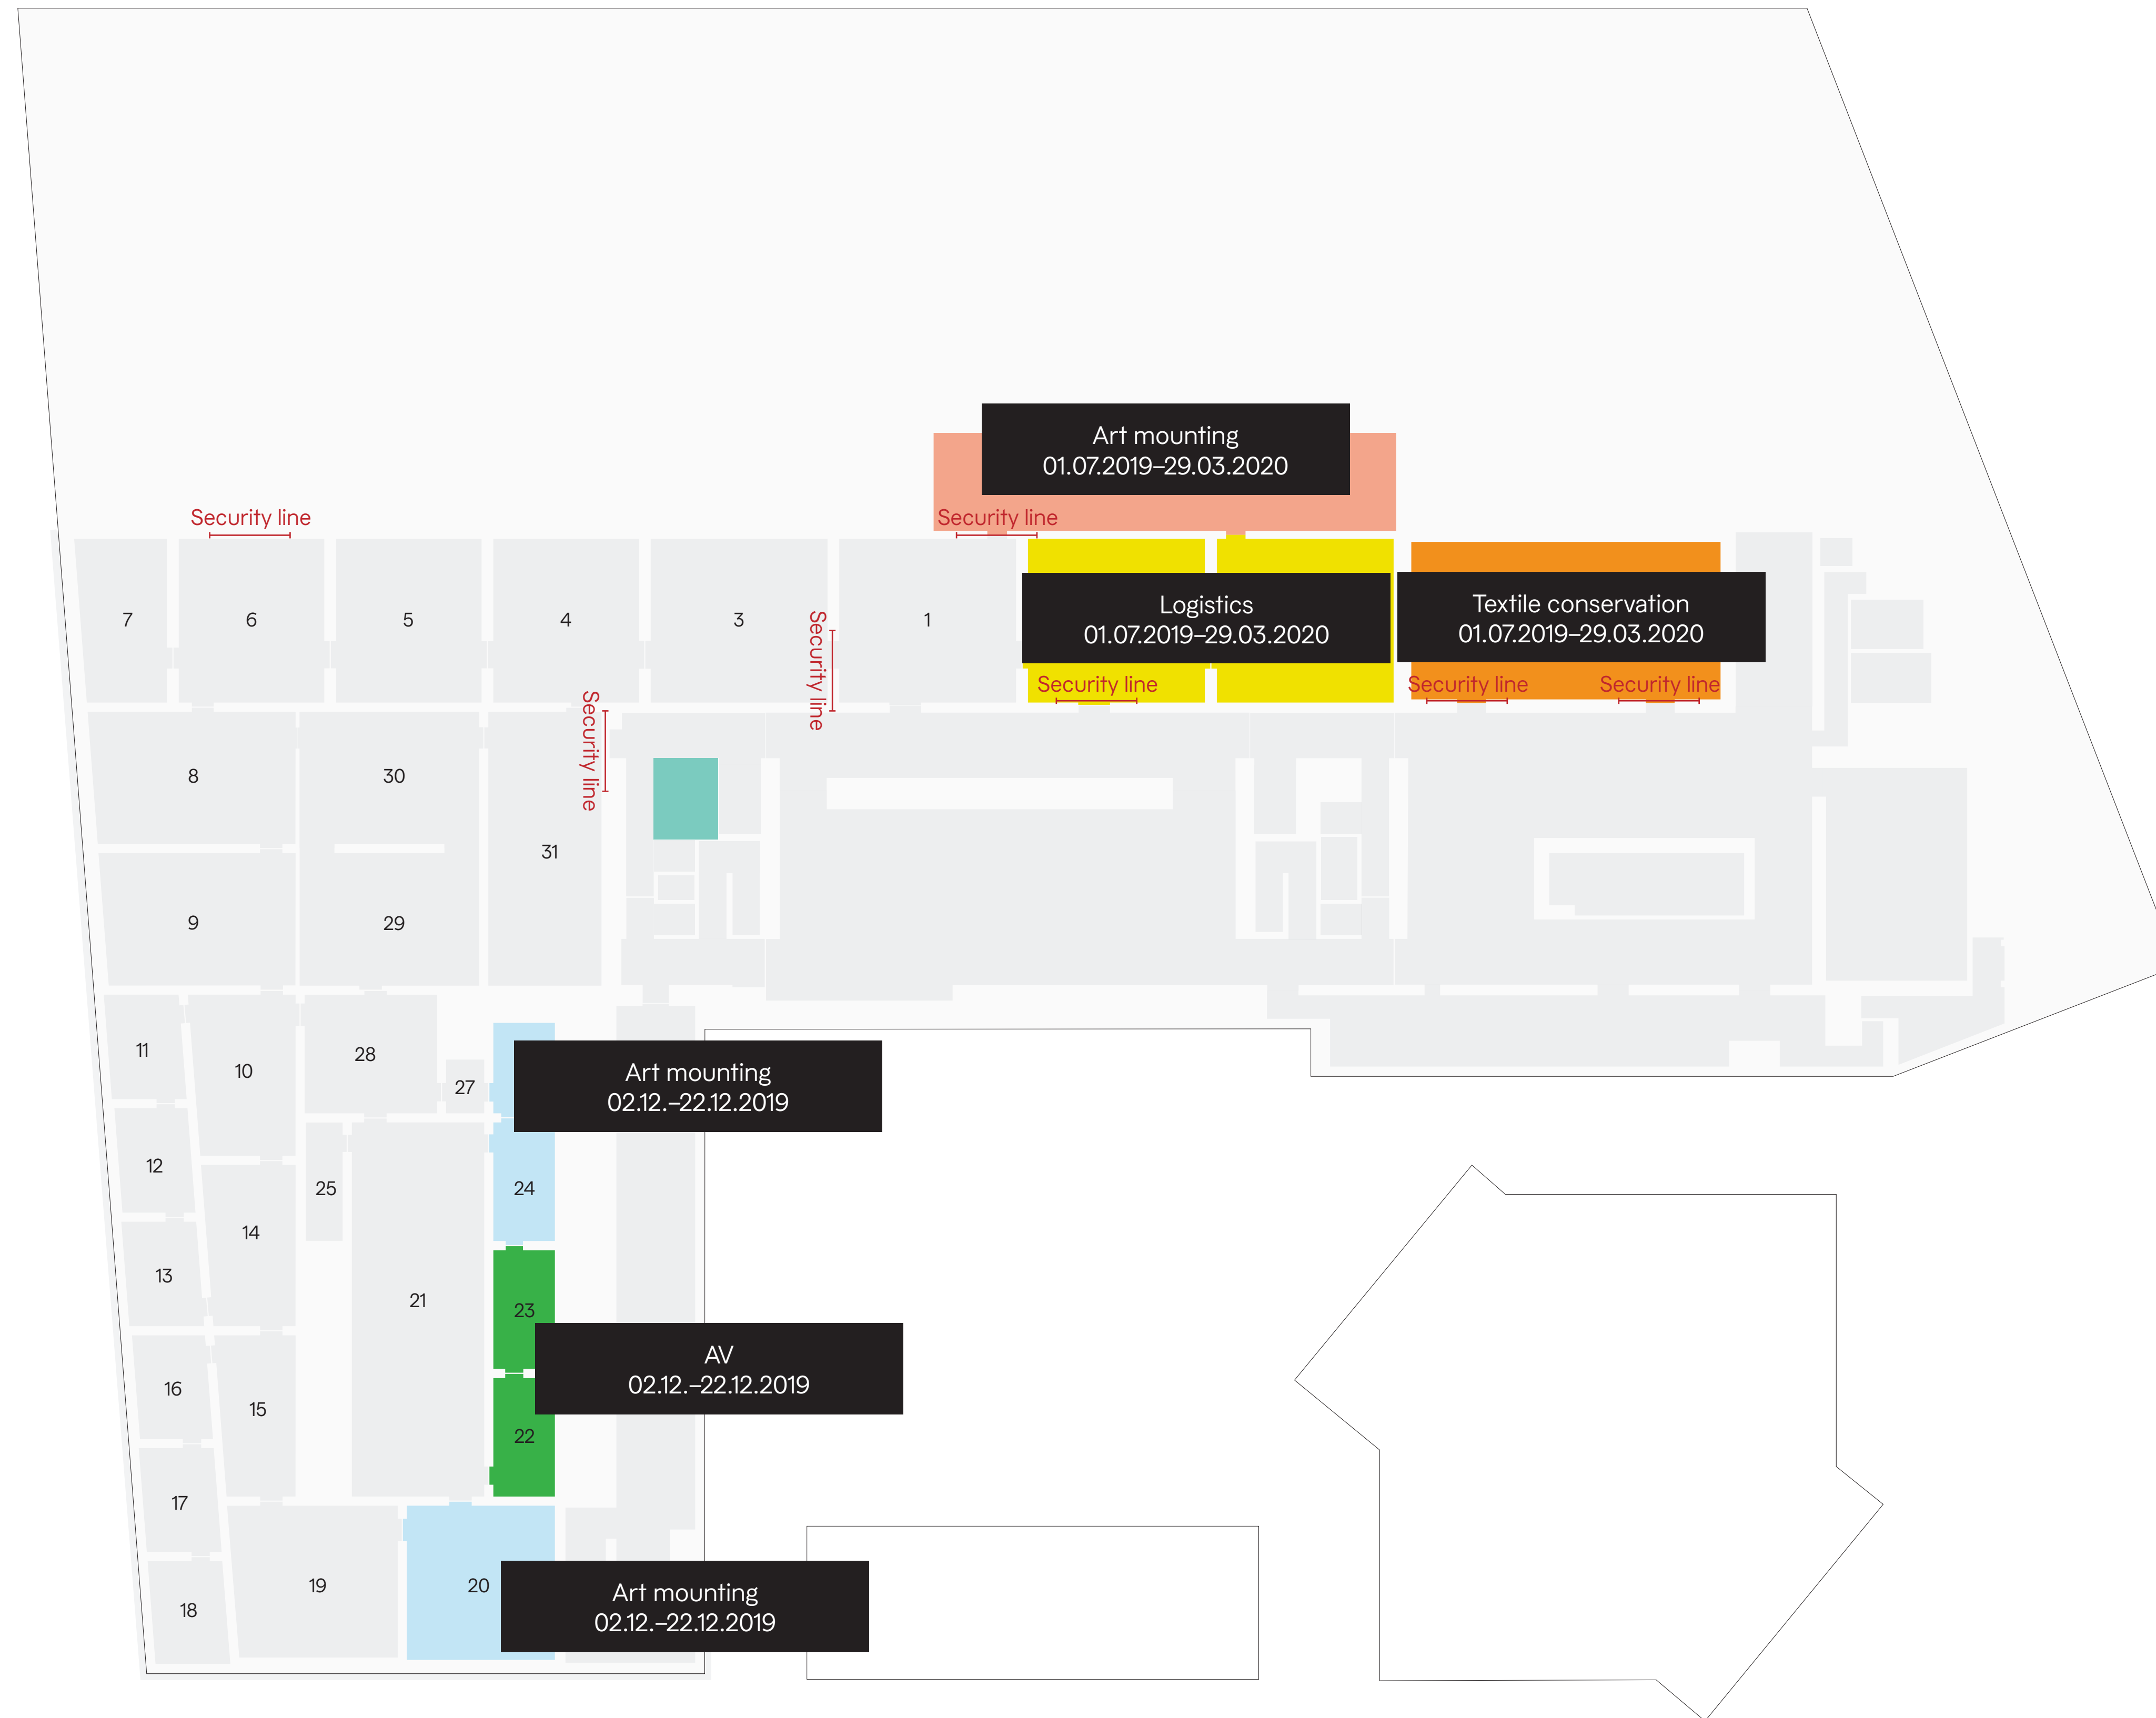 Art mounting
01.07.2019–29.03.2020
Security line
Security line
7
6
5
4
3
1
Security line
Logistics
01.07.2019–29.03.2020
Textile conservation
01.07.2019–29.03.2020
Security line
Security line
Security line
Security line
8
30
31
9
29
11
10
28
27
Art mounting
02.12.–22.12.2019
12
25
24
14
13
21
23
AV
02.12.–22.12.2019
16
15
22
17
19
20
Art mounting
02.12.–22.12.2019
18